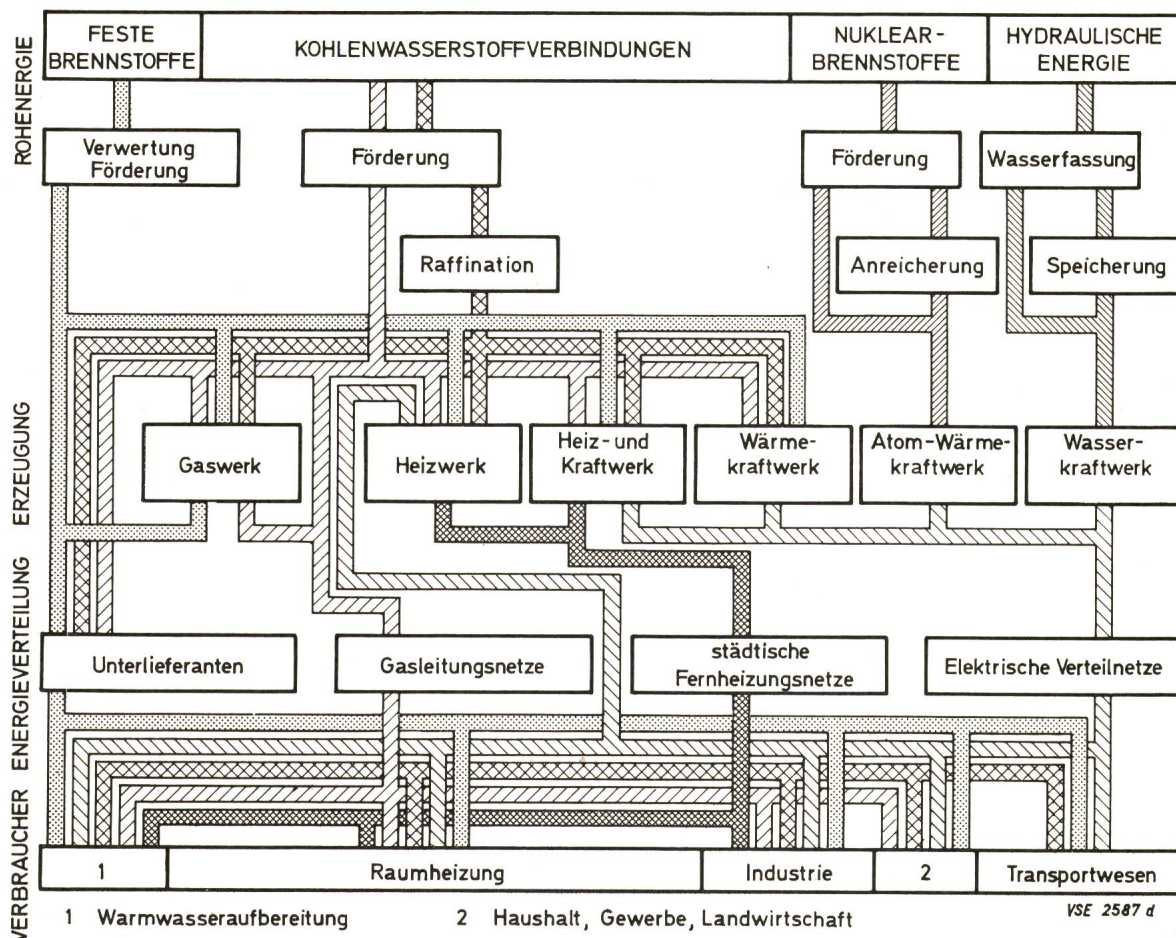 FESTE
BRENNSTOFFE
KOHLENWASSERSTOFFVERBINDUNGEN
NUKLEAR-
BRENNSTOFFE
HYDRAULISCHE
ENERGIE
ROHENERGIE
Verwertung
Förderung
Förderung
Förderung
Wasserfassung
Raffination
Anreicherung
Speicherung
ERZEUGUNG
Gaswerk
Heizwerk
Heiz-und
Kraftwerk
Wärme-
kraftwerk
Atom-Wärme-
kraftwerk
Wasser-
kraftwerk
ENERGIEVERTEILUNG
Unterlieferanten
Gasleitungsnetze
städtische
Fernheizungsnetze
Elektrische Verteilnetze
VERBRAUCHER
1
Raumheizung
Industrie
2
Transportwesen
1 Warmwasseraufbereitung
2 Haushalt, Gewerbe, Landwirtschaft
VSE 2587 d